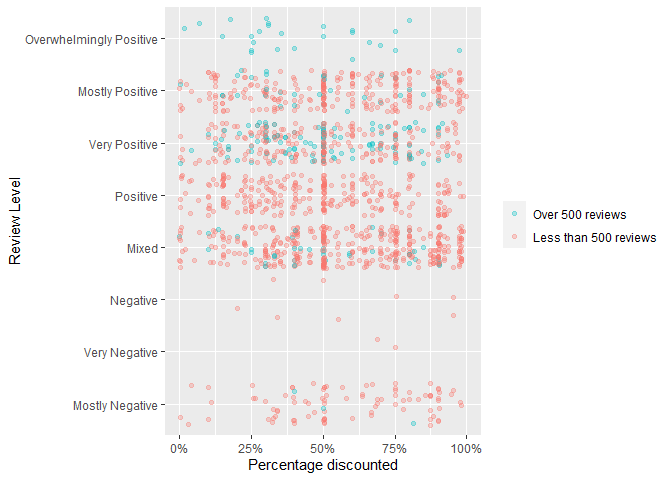 Overwhelmingly Positive
Mostly Positive
Very Positive
Positive
Mixed
Negative
Very Negative
Mostly Negative
Review Level
0% 25% 50% 75% 100%
Percentage discounted
Over 500 reviews
Less than 500 reviews